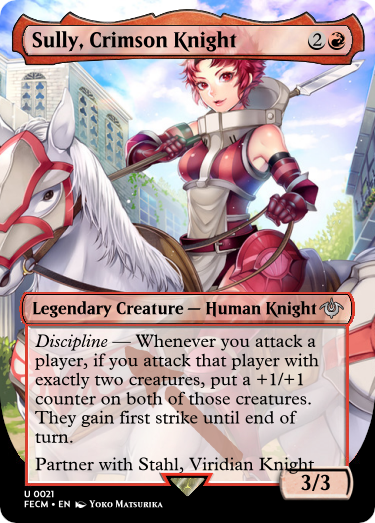 Sully, Crimson Knight 2
Legendary Creature — Human Knight
Discipline — Whenever you attack a
player, if you attack that player with
exactly two creatures, put a +1/+1
counter on both of those creatures.
They gain first strike until end of
turn.
Partner with Stahl, Viridian Knight
3/3
U 0021
FECM • EN Yoko Matsurika